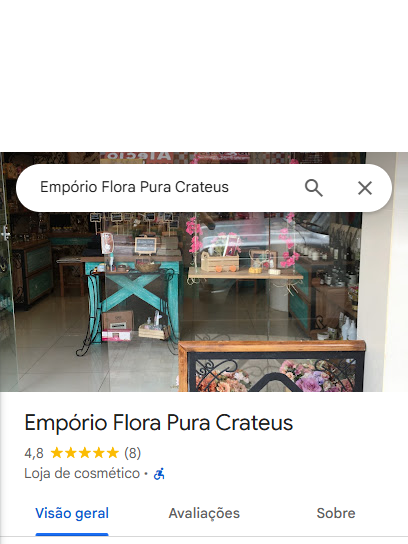 Empório Flora Pura Crateus
Empório Flora Pura Crateus
4,8 (8)
Loja de cosmético ·
Visão geral Avaliações Sobre